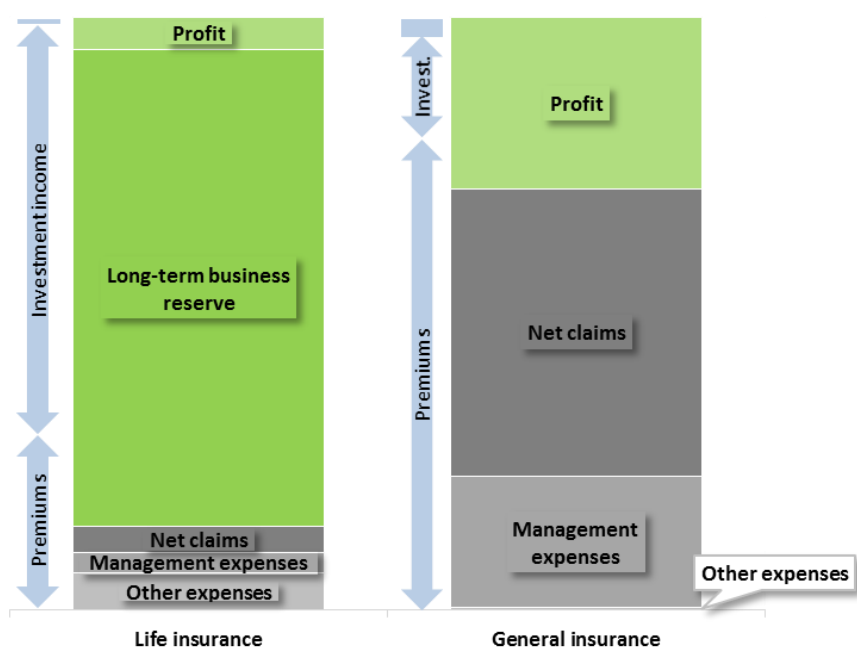 Profit
Investment income
Long-term business
reserve
Premiums
Net claims
Management expenses
Other expenses
Life insurance
Invest.
Profit
Premiums
Net claims
Management
expenses
Other expenses
General insurance